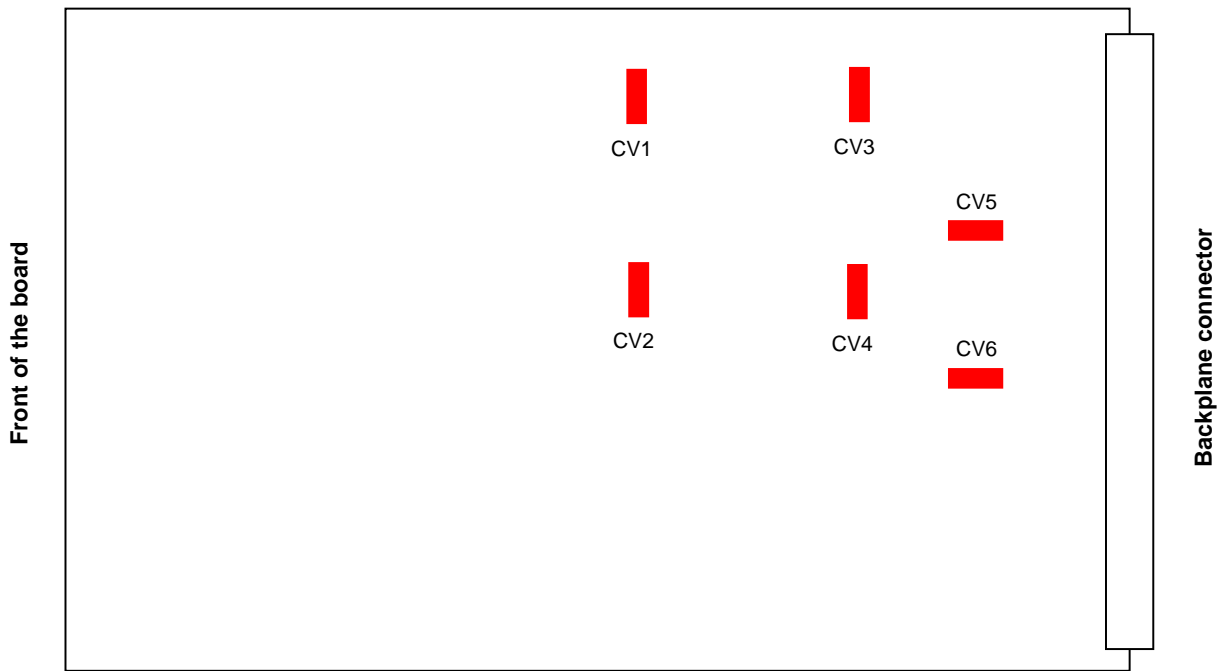 CV1
CV3
CV5
CV2
CV4
CV6
Front of the board
Backplane connector